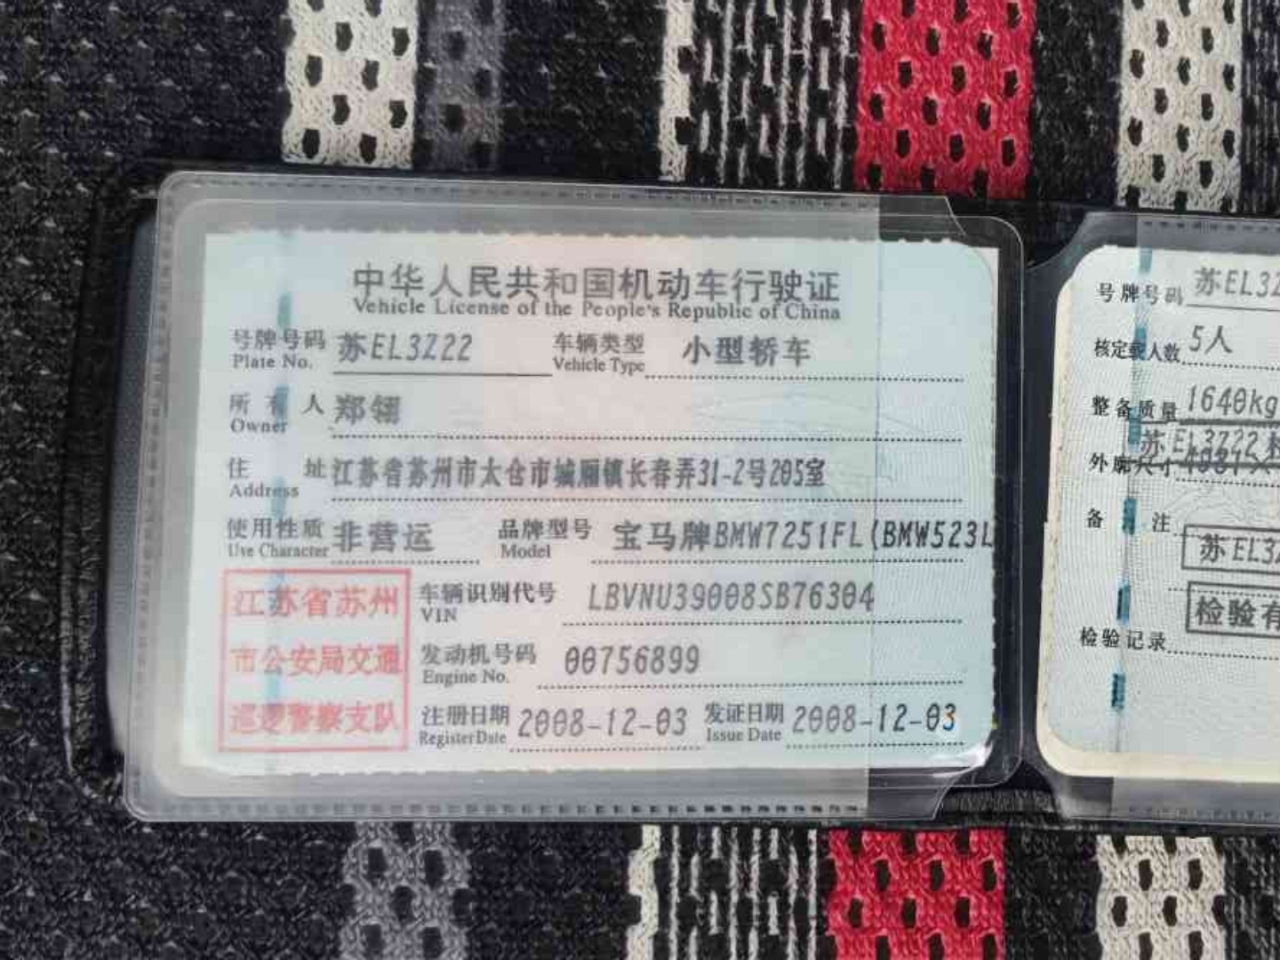 中华人民共和国机动车行驶证
Vehicle License of the People's Republic of China
号牌号码 苏EL3Z22 车辆类型 小型轿车
Plate No. Vehicle Type
所有人 郑翎
Owner
住址 江苏省苏州市太仓市城厢镇长春弄31-2号205室
Address
使用性质 非营运 品牌型号 宝马牌BMW7251FL(BMW523L
Use Character Model
江苏省苏州
市公安局交通
巡逻警察支队
车辆识别代号 LBVNU39008SB76304
VIN
发动机号码 00756899
Engine No.
注册日期 2008-12-03 发证日期 2008-12-03
Register Date Issue Date
号牌号码 苏EL3Z
核定载人数 5人
整备质量 1640kg
苏EL3Z22
外廓尺寸
备注
苏EL3
检验有
检验记录